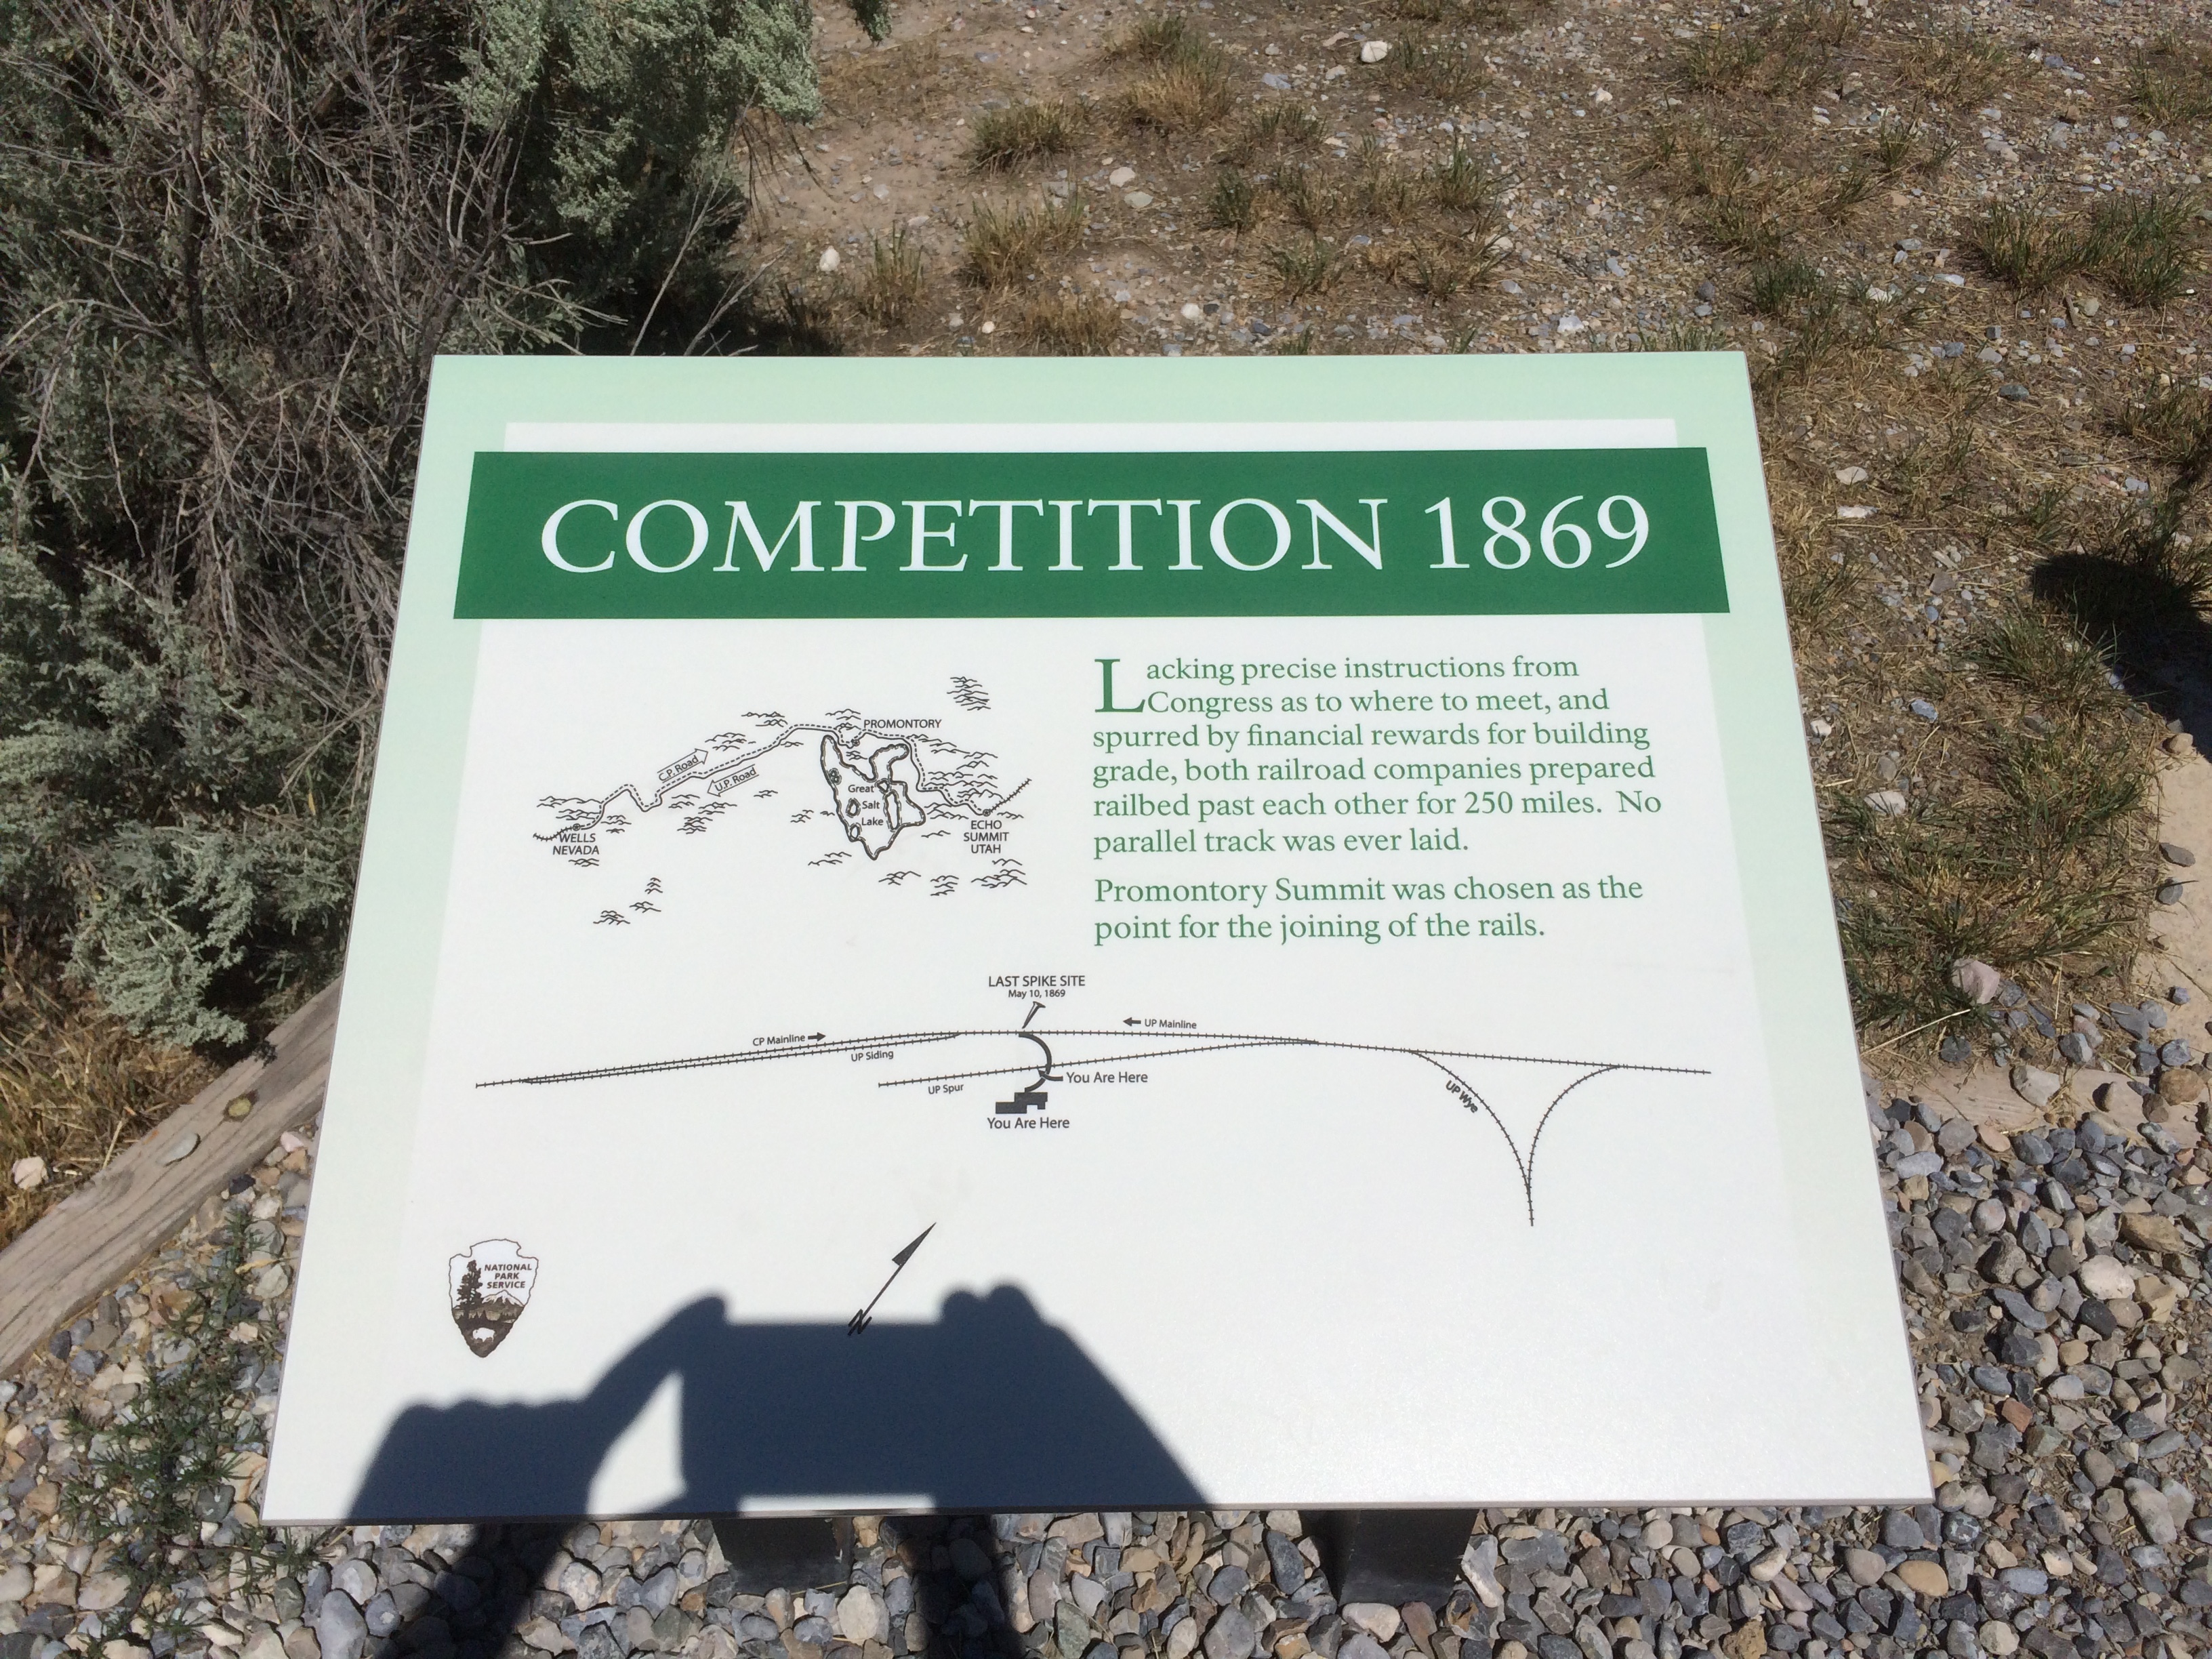 COMPETITION 1869
Lacking precise instructions from
Congress as to where to meet, and
spurred by financial rewards for building
grade, both railroad companies prepared
railbed past each other for 250 miles. No
parallel track was ever laid.
Promontory Summit was chosen as the
point for the joining of the rails.
PROMONTORY
C.P. Road
U.P. Road
Great
Salt
Lake
WELLS
NEVADA
ECHO
SUMMIT
UTAH
LAST SPIKE SITE
May 10, 1869
CP Mainline
UP Mainline
UP Siding
UP Spur
You Are Here
You Are Here
UP Wye
NATIONAL
PARK
SERVICE
N